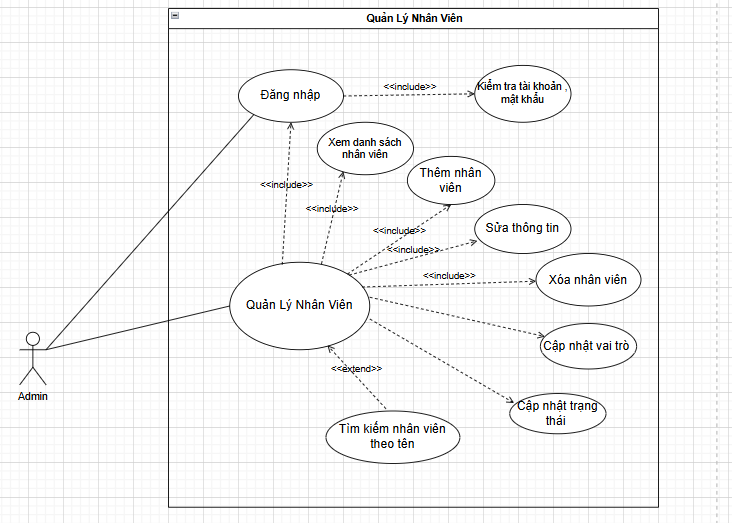 Quản Lý Nhân Viên
Đăng nhập
<<include>>
Kiểm tra tài khoản ,
mật khẩu
Xem danh sách
nhân viên
Thêm nhân
viên
<<include>>
<<include>>
<<include>>
Sửa thông tin
<<include>>
<<include>>
Xóa nhân viên
Quản Lý Nhân Viên
Cập nhật vai trò
<<extend>>
Admin
Cập nhật trạng
thái
Tìm kiếm nhân viên
theo tên